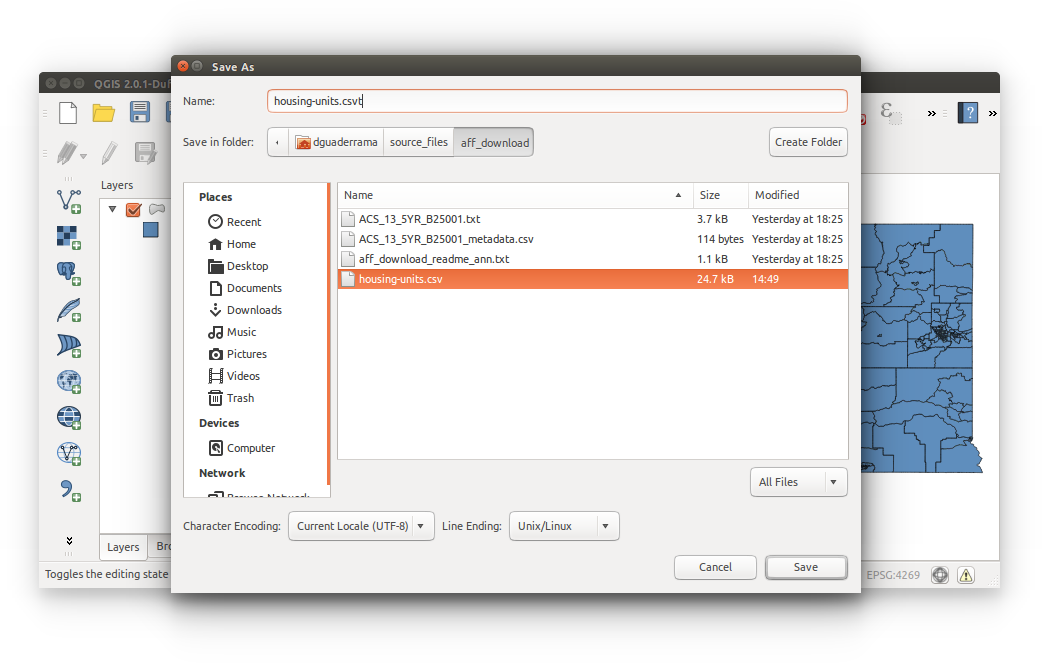 QGIS 2.0.1-Duf
Save As
Name:
housing-units.csvt
Save in folder:
dguaderrama
source_files
aff_download
Create Folder
Layers
Places
Recent
Home
Desktop
Documents
Downloads
Music
Pictures
Videos
Trash
Devices
Computer
Network
Browse Network
Name Size Modified
ACS_13_5YR_B25001.txt 3.7 kB Yesterday at 18:25
ACS_13_5YR_B25001_metadata.csv 114 bytes Yesterday at 18:25
aff_download_readme_ann.txt 1.1 kB Yesterday at 18:25
housing-units.csv 24.7 kB 14:49
All Files
Character Encoding: Current Locale (UTF-8) Line Ending: Unix/Linux
Cancel Save
Layers Bro
Toggles the editing state
EPSG:4269